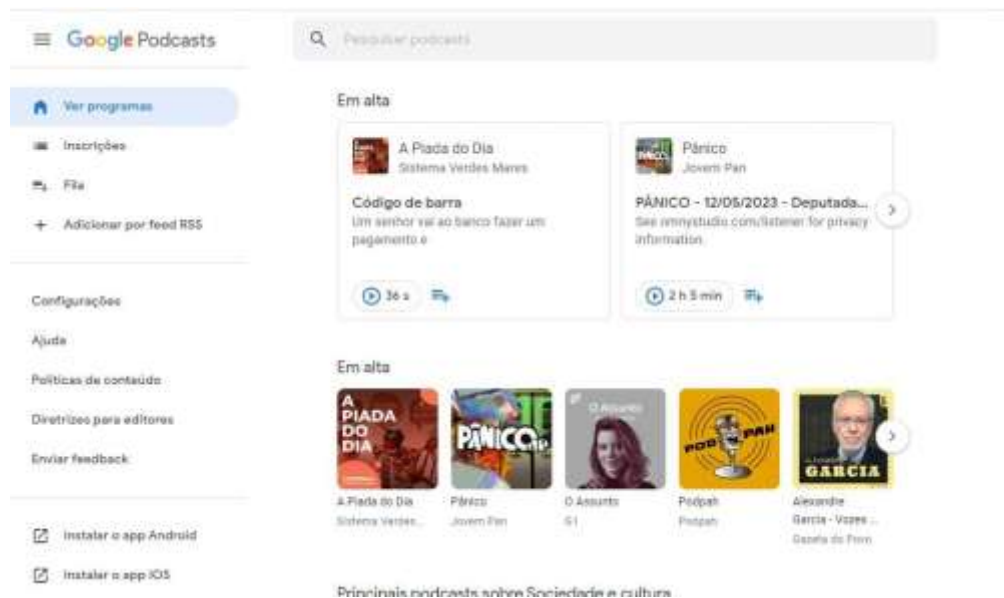 Google Podcasts
Pesquisar podcasts
Ver programas
Inscrições
Fila
Adicionar por feed RSS
Configurações
Ajuda
Políticas de conteúdo
Diretrizes para editores
Enviar feedback
Instalar o app Android
Instalar o app iOS
Em alta
A Piada do Dia
Sistema Verdes Mares
Código de barra
Um senhor vai ao banco fazer um
pagamento e
36 s
Pânico
Jovem Pan
PÂNICO - 12/05/2023 - Deputada...
See omnystudio.com/listener for privacy
information.
2 h 5 min
Em alta
A
PIADA
DO
DIA
A Piada do Dia
Sistema Verdes...
PÂNICO
Pânico
Jovem Pan
O Assunto
O Assunto
G1
PODPAH
Podpah
Podpah
ALEXANDRE
GARCIA
Alexandre
Garcia - Vozes ...
Gazeta do Povo
Principais podcasts sobre Sociedade e cultura